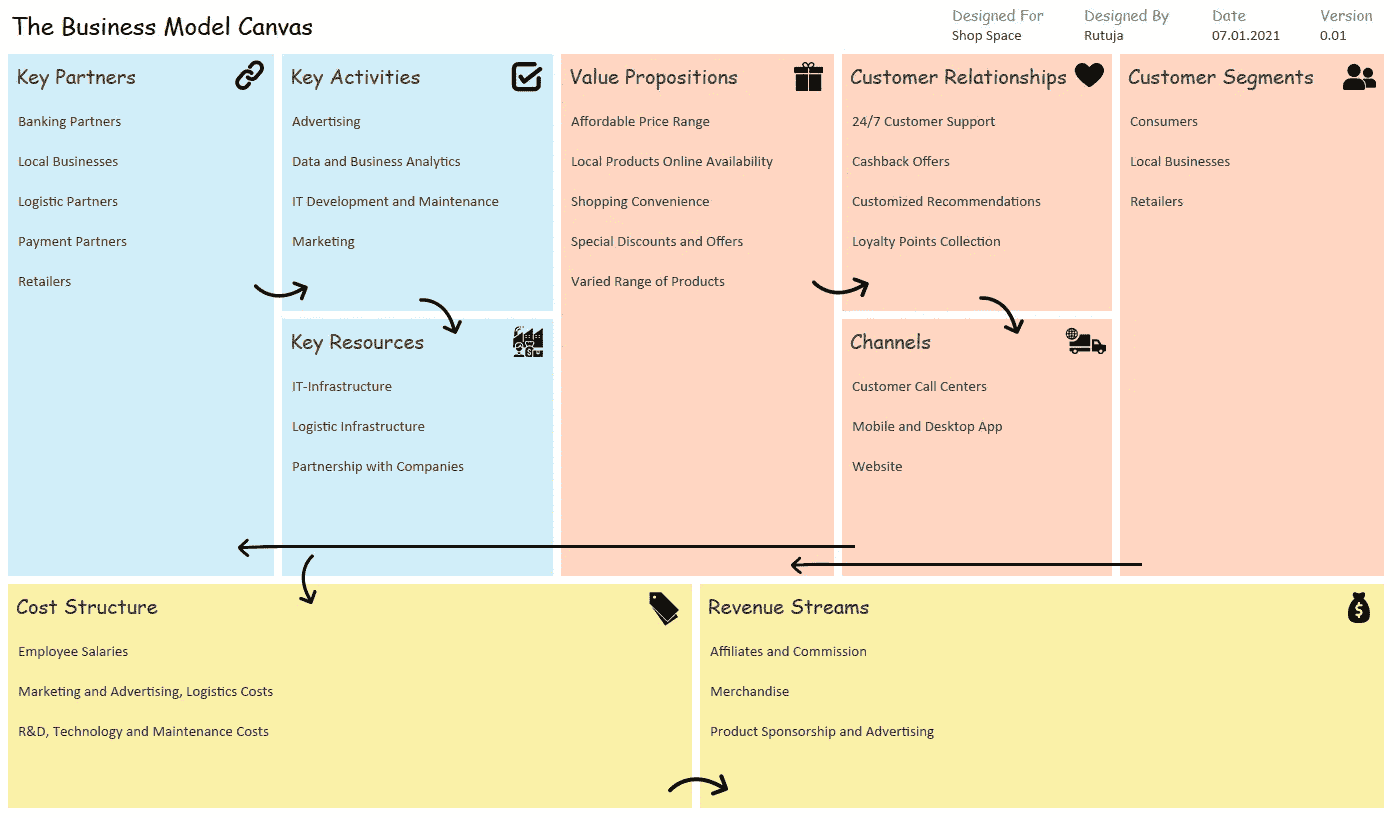 The Business Model Canvas
Designed For
Shop Space
Designed By
Rutuja
Date
07.01.2021
Version
0.01
Key Partners
Banking Partners
Local Businesses
Logistic Partners
Payment Partners
Retailers
Key Activities
Advertising
Data and Business Analytics
IT Development and Maintenance
Marketing
Key Resources
IT-Infrastructure
Logistic Infrastructure
Partnership with Companies
Value Propositions
Affordable Price Range
Local Products Online Availability
Shopping Convenience
Special Discounts and Offers
Varied Range of Products
Customer Relationships
24/7 Customer Support
Cashback Offers
Customized Recommendations
Loyalty Points Collection
Channels
Customer Call Centers
Mobile and Desktop App
Website
Customer Segments
Consumers
Local Businesses
Retailers
Cost Structure
Employee Salaries
Marketing and Advertising, Logistics Costs
R&D, Technology and Maintenance Costs
Revenue Streams
Affiliates and Commission
Merchandise
Product Sponsorship and Advertising